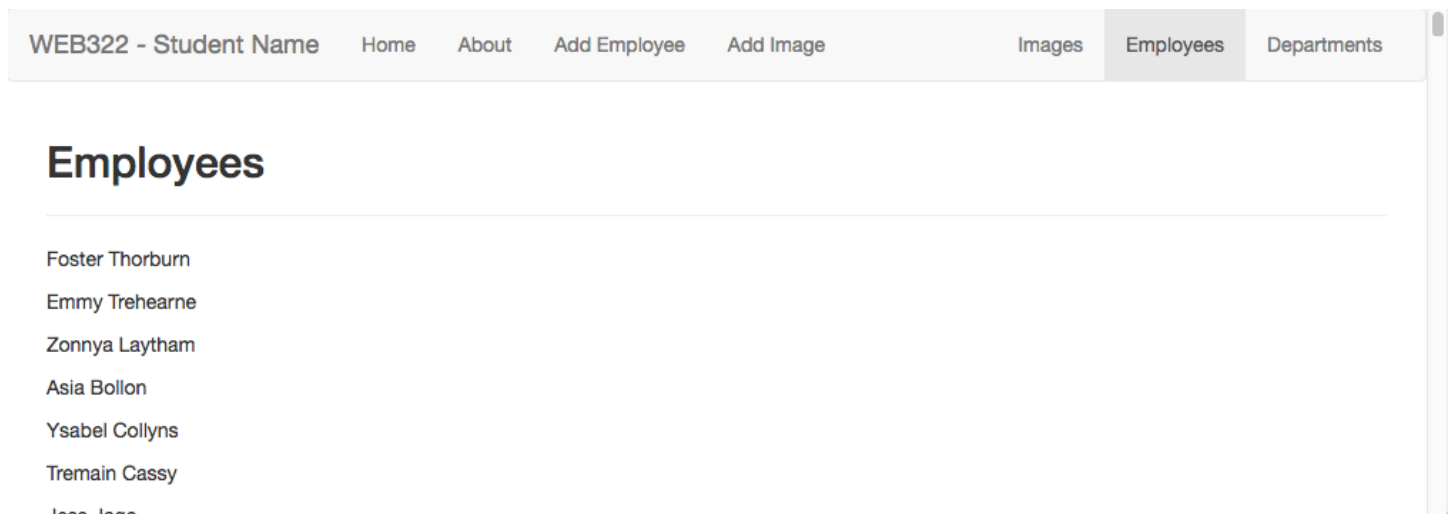 WEB322 - Student Name Home About Add Employee Add Image Images Employees Departments
Employees
Foster Thorburn
Emmy Trehearne
Zonnya Laytham
Asia Bollon
Ysabel Collyns
Tremain Cassy